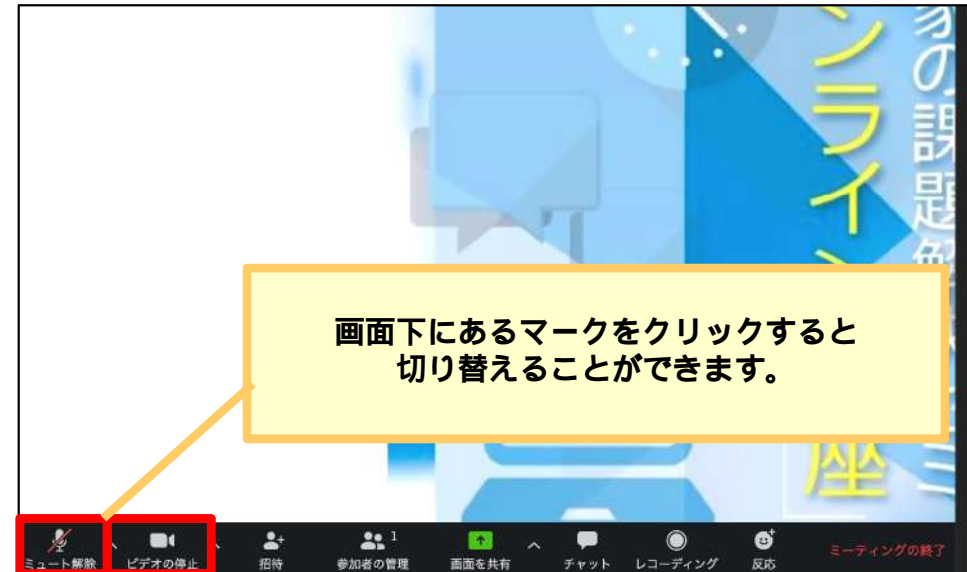 家の課題解
ンライン
座
ミ
画面下にあるマークをクリックすると
切り替えることができます。
ミュート解除
ビデオの停止
招待
1
参加者の管理
画面を共有
チャット
レコーディング
反応
ミーティングの終了